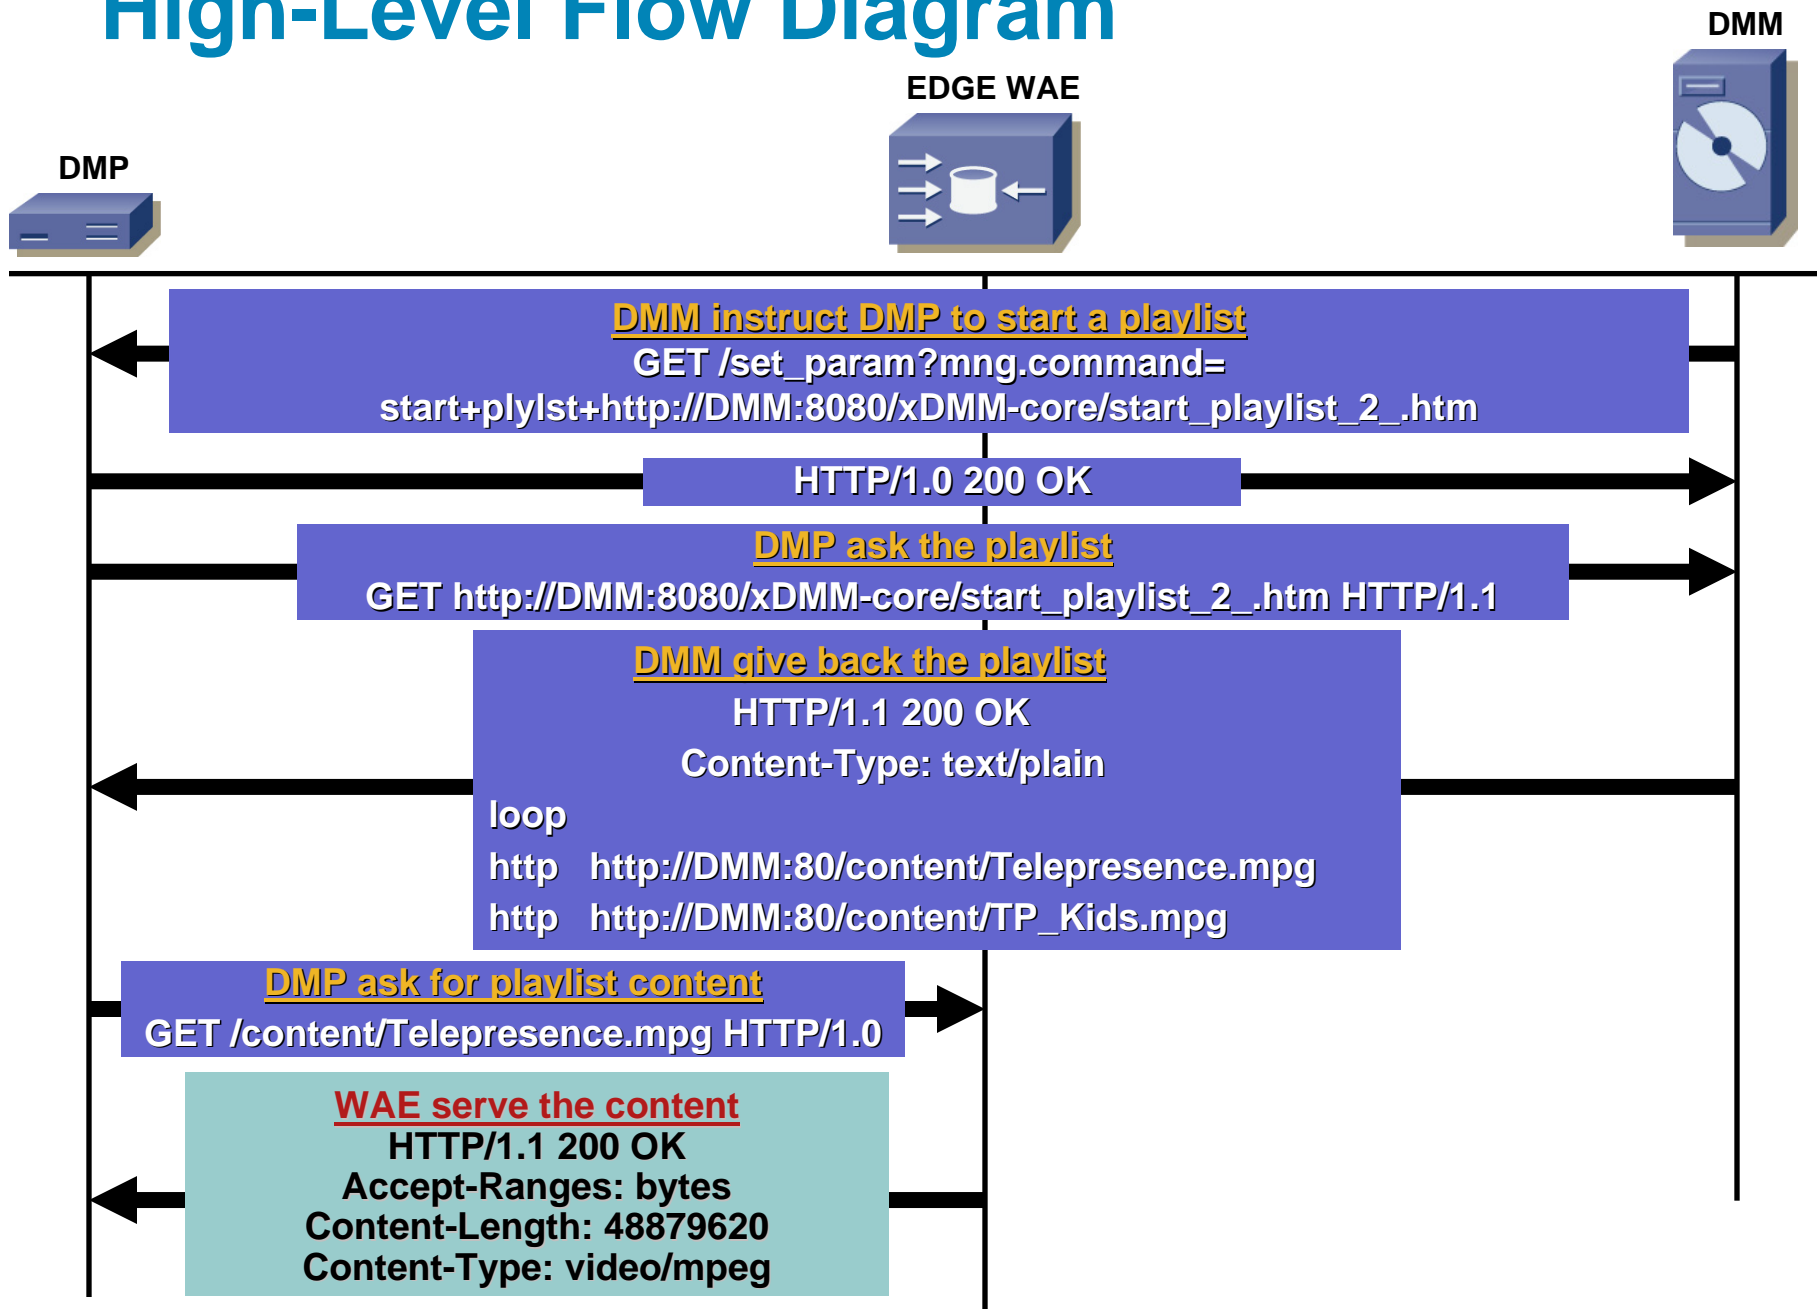 High-Level Flow Diagram
DMM
EDGE WAE
DMP
DMM instruct DMP to start a playlist
GET /set_param?mng.command=
start+plylst+http://DMM:8080/xDMM-core/start_playlist_2_.htm
HTTP/1.0 200 OK
DMP ask the playlist
GET http://DMM:8080/xDMM-core/start_playlist_2_.htm HTTP/1.1
DMM give back the playlist
HTTP/1.1 200 OK
Content-Type: text/plain
loop
http http://DMM:80/content/Telepresence.mpg
http http://DMM:80/content/TP_Kids.mpg
DMP ask for playlist content
GET /content/Telepresence.mpg HTTP/1.0
WAE serve the content
HTTP/1.1 200 OK
Accept-Ranges: bytes
Content-Length: 48879620
Content-Type: video/mpeg